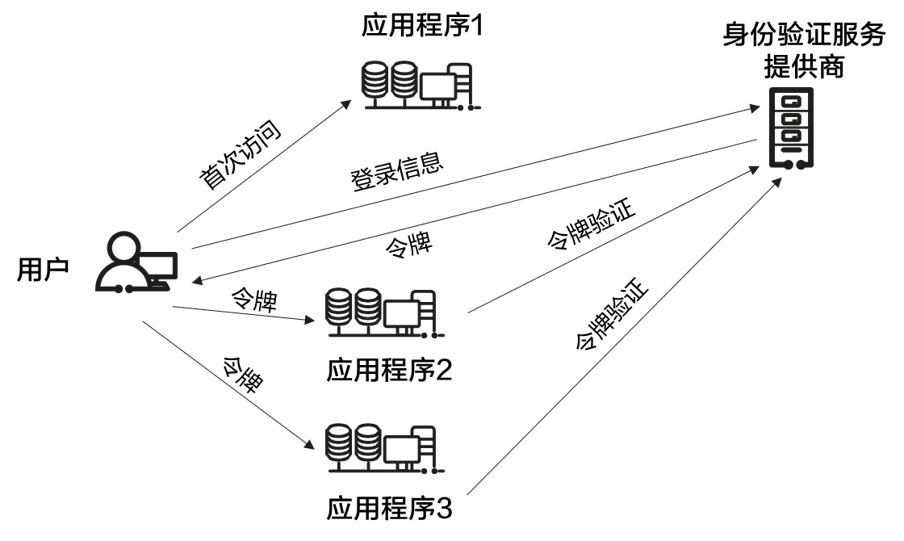 应用程序1
身份验证服务
提供商
首次访问
登录信息
令牌
令牌验证
用户
令牌
应用程序2
令牌验证
令牌
应用程序3